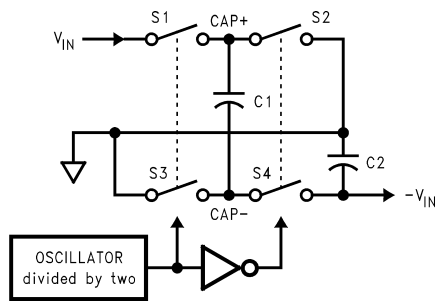 S1
CAP+
S2
V_IN
C1
S3
S4
C2
CAP-
-V_IN
OSCILLATOR
divided by two